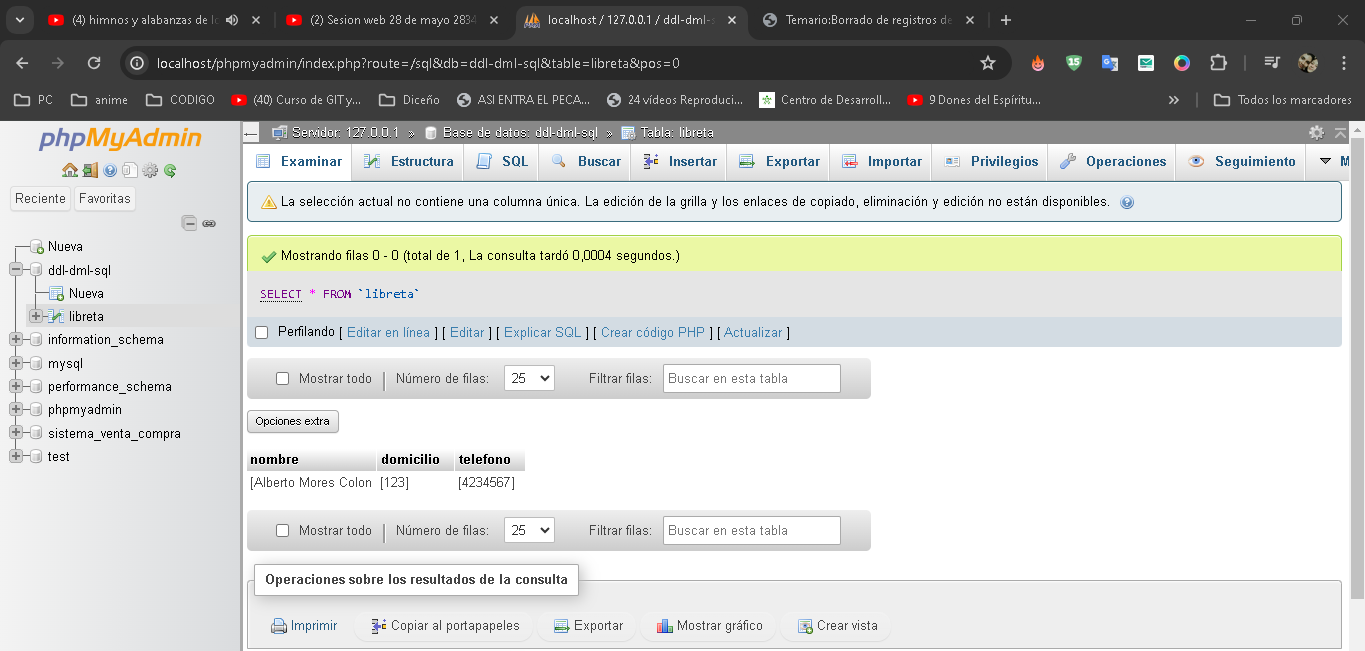 (4) himnos y alabanzas de lo
(2) Sesion web 28 de mayo 2834
localhost / 127.0.0.1 / ddl-dml-s
Temario:Borrado de registros de
localhost/phpmyadmin/index.php?route=/sql&db=ddl-dml-sql&table=libreta&pos=0
15
PC
anime
CODIGO
(40) Curso de GIT y...
Diceño
ASI ENTRA EL PECA...
24 vídeos Reproduci...
Centro de Desarroll...
9 Dones del Espíritu...
»
Todos los marcadores
phpMyAdmin
Reciente
Favoritas
Nueva
ddl-dml-sql
Nueva
libreta
information_schema
mysql
performance_schema
phpmyadmin
sistema_venta_compra
test
Servidor: 127.0.0.1 » Base de datos: ddl-dml-sql » Tabla: libreta
Examinar
Estructura
SQL
Buscar
Insertar
Exportar
Importar
Privilegios
Operaciones
Seguimiento
M
La selección actual no contiene una columna única. La edición de la grilla y los enlaces de copiado, eliminación y edición no están disponibles.
Mostrando filas 0 - 0 (total de 1, La consulta tardó 0,0004 segundos.)
SELECT * FROM `libreta`
Perfilando [ Editar en línea ] [ Editar ] [ Explicar SQL ] [ Crear código PHP ] [ Actualizar ]
Mostrar todo | Número de filas: 25 Filtrar filas: Buscar en esta tabla
Opciones extra
nombre domicilio telefono
[Alberto Mores Colon [123] [4234567]
Mostrar todo | Número de filas: 25 Filtrar filas: Buscar en esta tabla
Operaciones sobre los resultados de la consulta
Imprimir
Copiar al portapapeles
Exportar
Mostrar gráfico
Crear vista